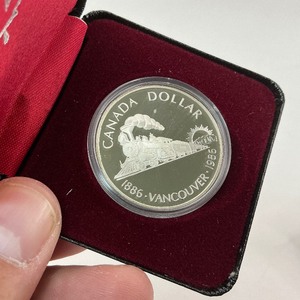 CANADA DOLLAR
1886 · VANCOUVER · 1986